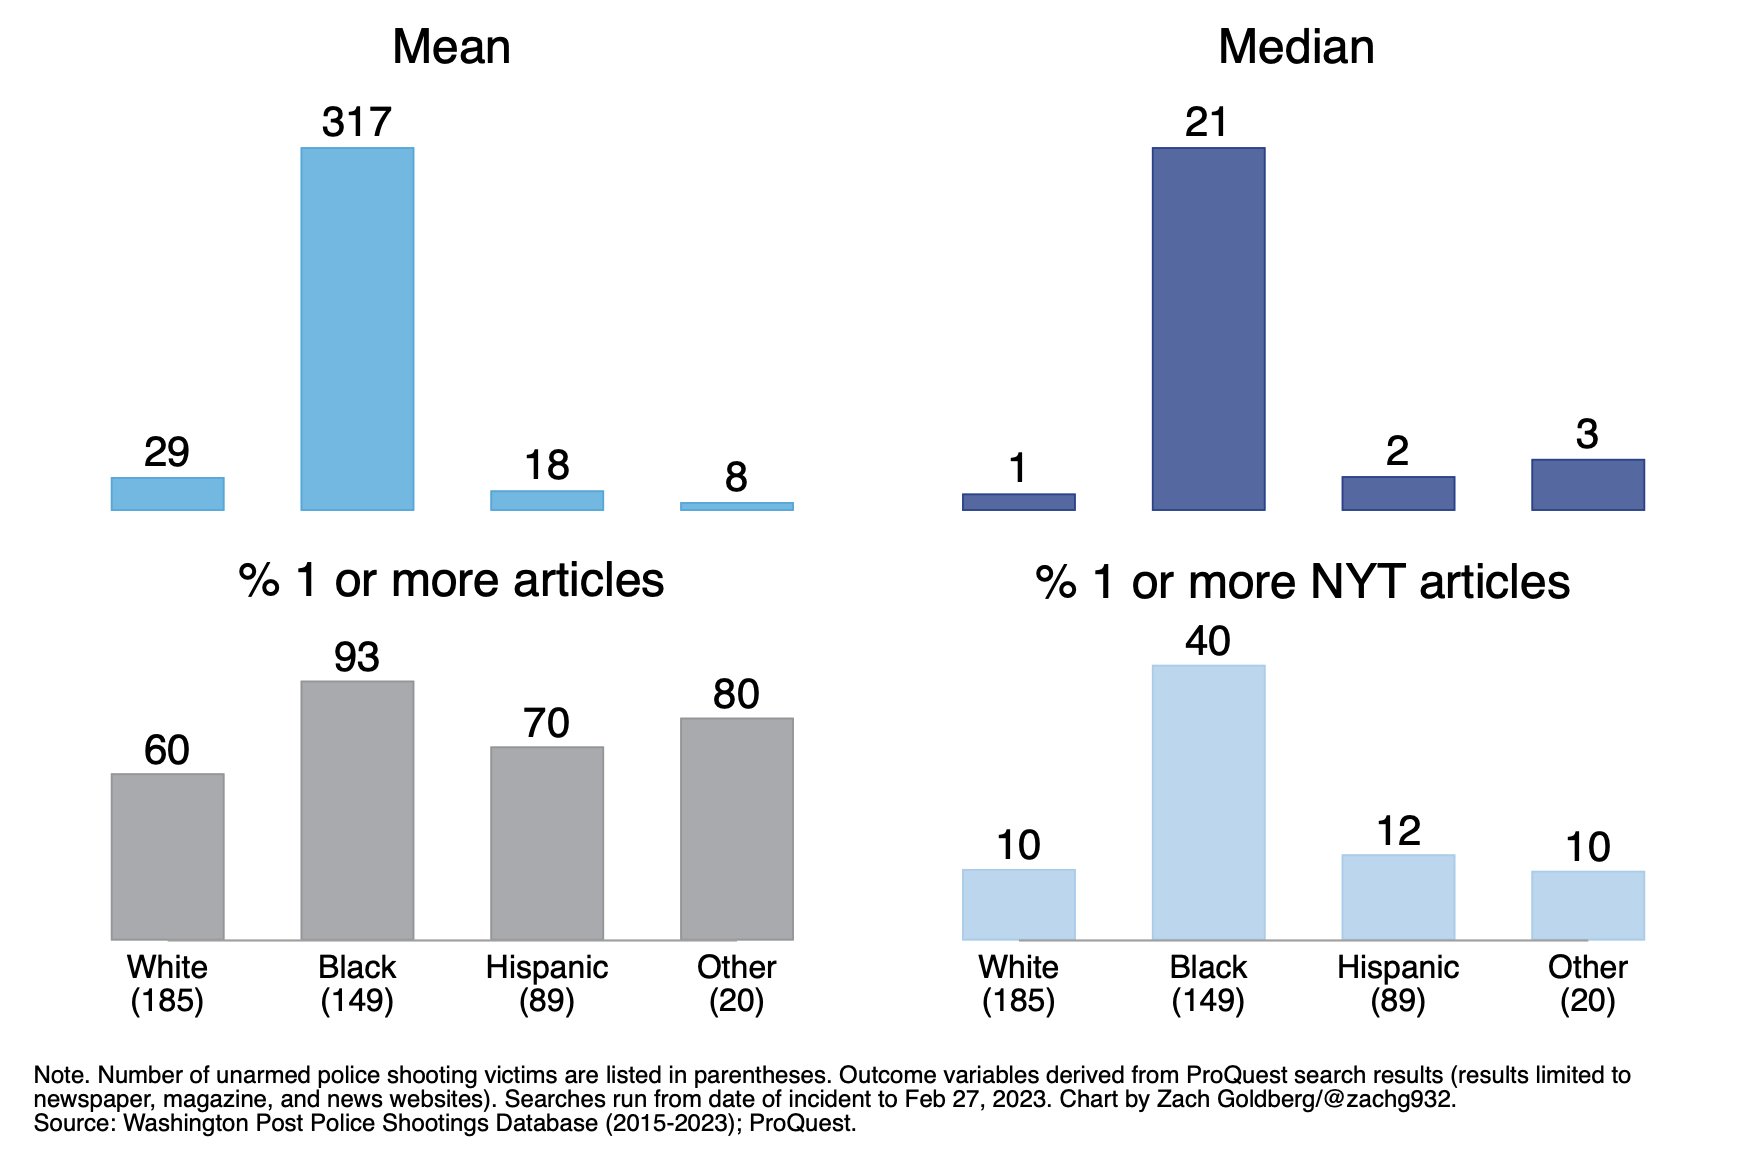 Mean
317
29
18
8
Median
21
1
2
3
% 1 or more articles
93
60
70
80
White
(185)
Black
(149)
Hispanic
(89)
Other
(20)
% 1 or more NYT articles
40
10
12
10
White
(185)
Black
(149)
Hispanic
(89)
Other
(20)
Note. Number of unarmed police shooting victims are listed in parentheses. Outcome variables derived from ProQuest search results (results limited to
newspaper, magazine, and news websites). Searches run from date of incident to Feb 27, 2023. Chart by Zach Goldberg/@zachg932.
Source: Washington Post Police Shootings Database (2015-2023); ProQuest.